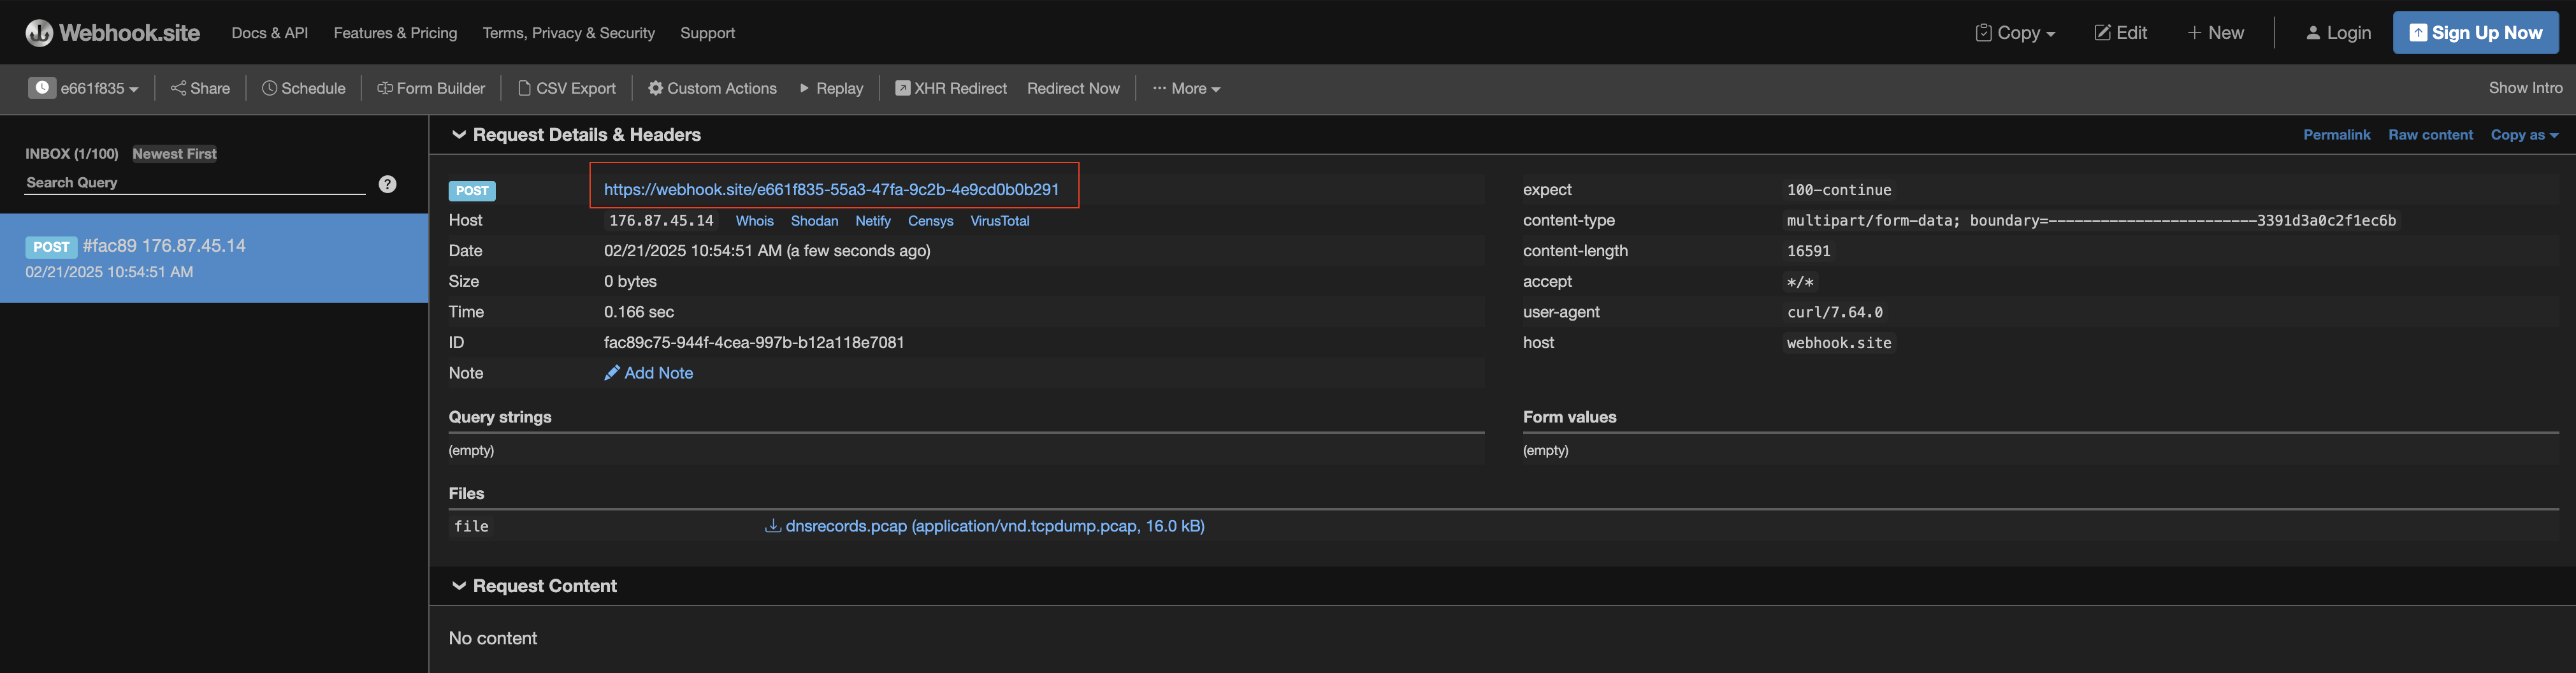 Webhook.site Docs & API Features & Pricing Terms, Privacy & Security Support Copy Edit + New Login Sign Up Now
e661f835 Share Schedule Form Builder CSV Export Custom Actions Replay XHR Redirect Redirect Now ... More Show Intro
INBOX (1/100) Newest First
Search Query ?
POST #fac89 176.87.45.14
02/21/2025 10:54:51 AM
Request Details & Headers Permalink Raw content Copy as
POST https://webhook.site/e661f835-55a3-47fa-9c2b-4e9cd0b0b291
Host 176.87.45.14 Whois Shodan Netify Censys VirusTotal
Date 02/21/2025 10:54:51 AM (a few seconds ago)
Size 0 bytes
Time 0.166 sec
ID fac89c75-944f-4cea-997b-b12a118e7081
Note Add Note
expect 100-continue
content-type multipart/form-data; boundary=------------------------3391d3a0c2f1ec6b
content-length 16591
accept */*
user-agent curl/7.64.0
host webhook.site
Query strings
(empty)
Form values
(empty)
Files
file dnsrecords.pcap (application/vnd.tcpdump.pcap, 16.0 kB)
Request Content
No content